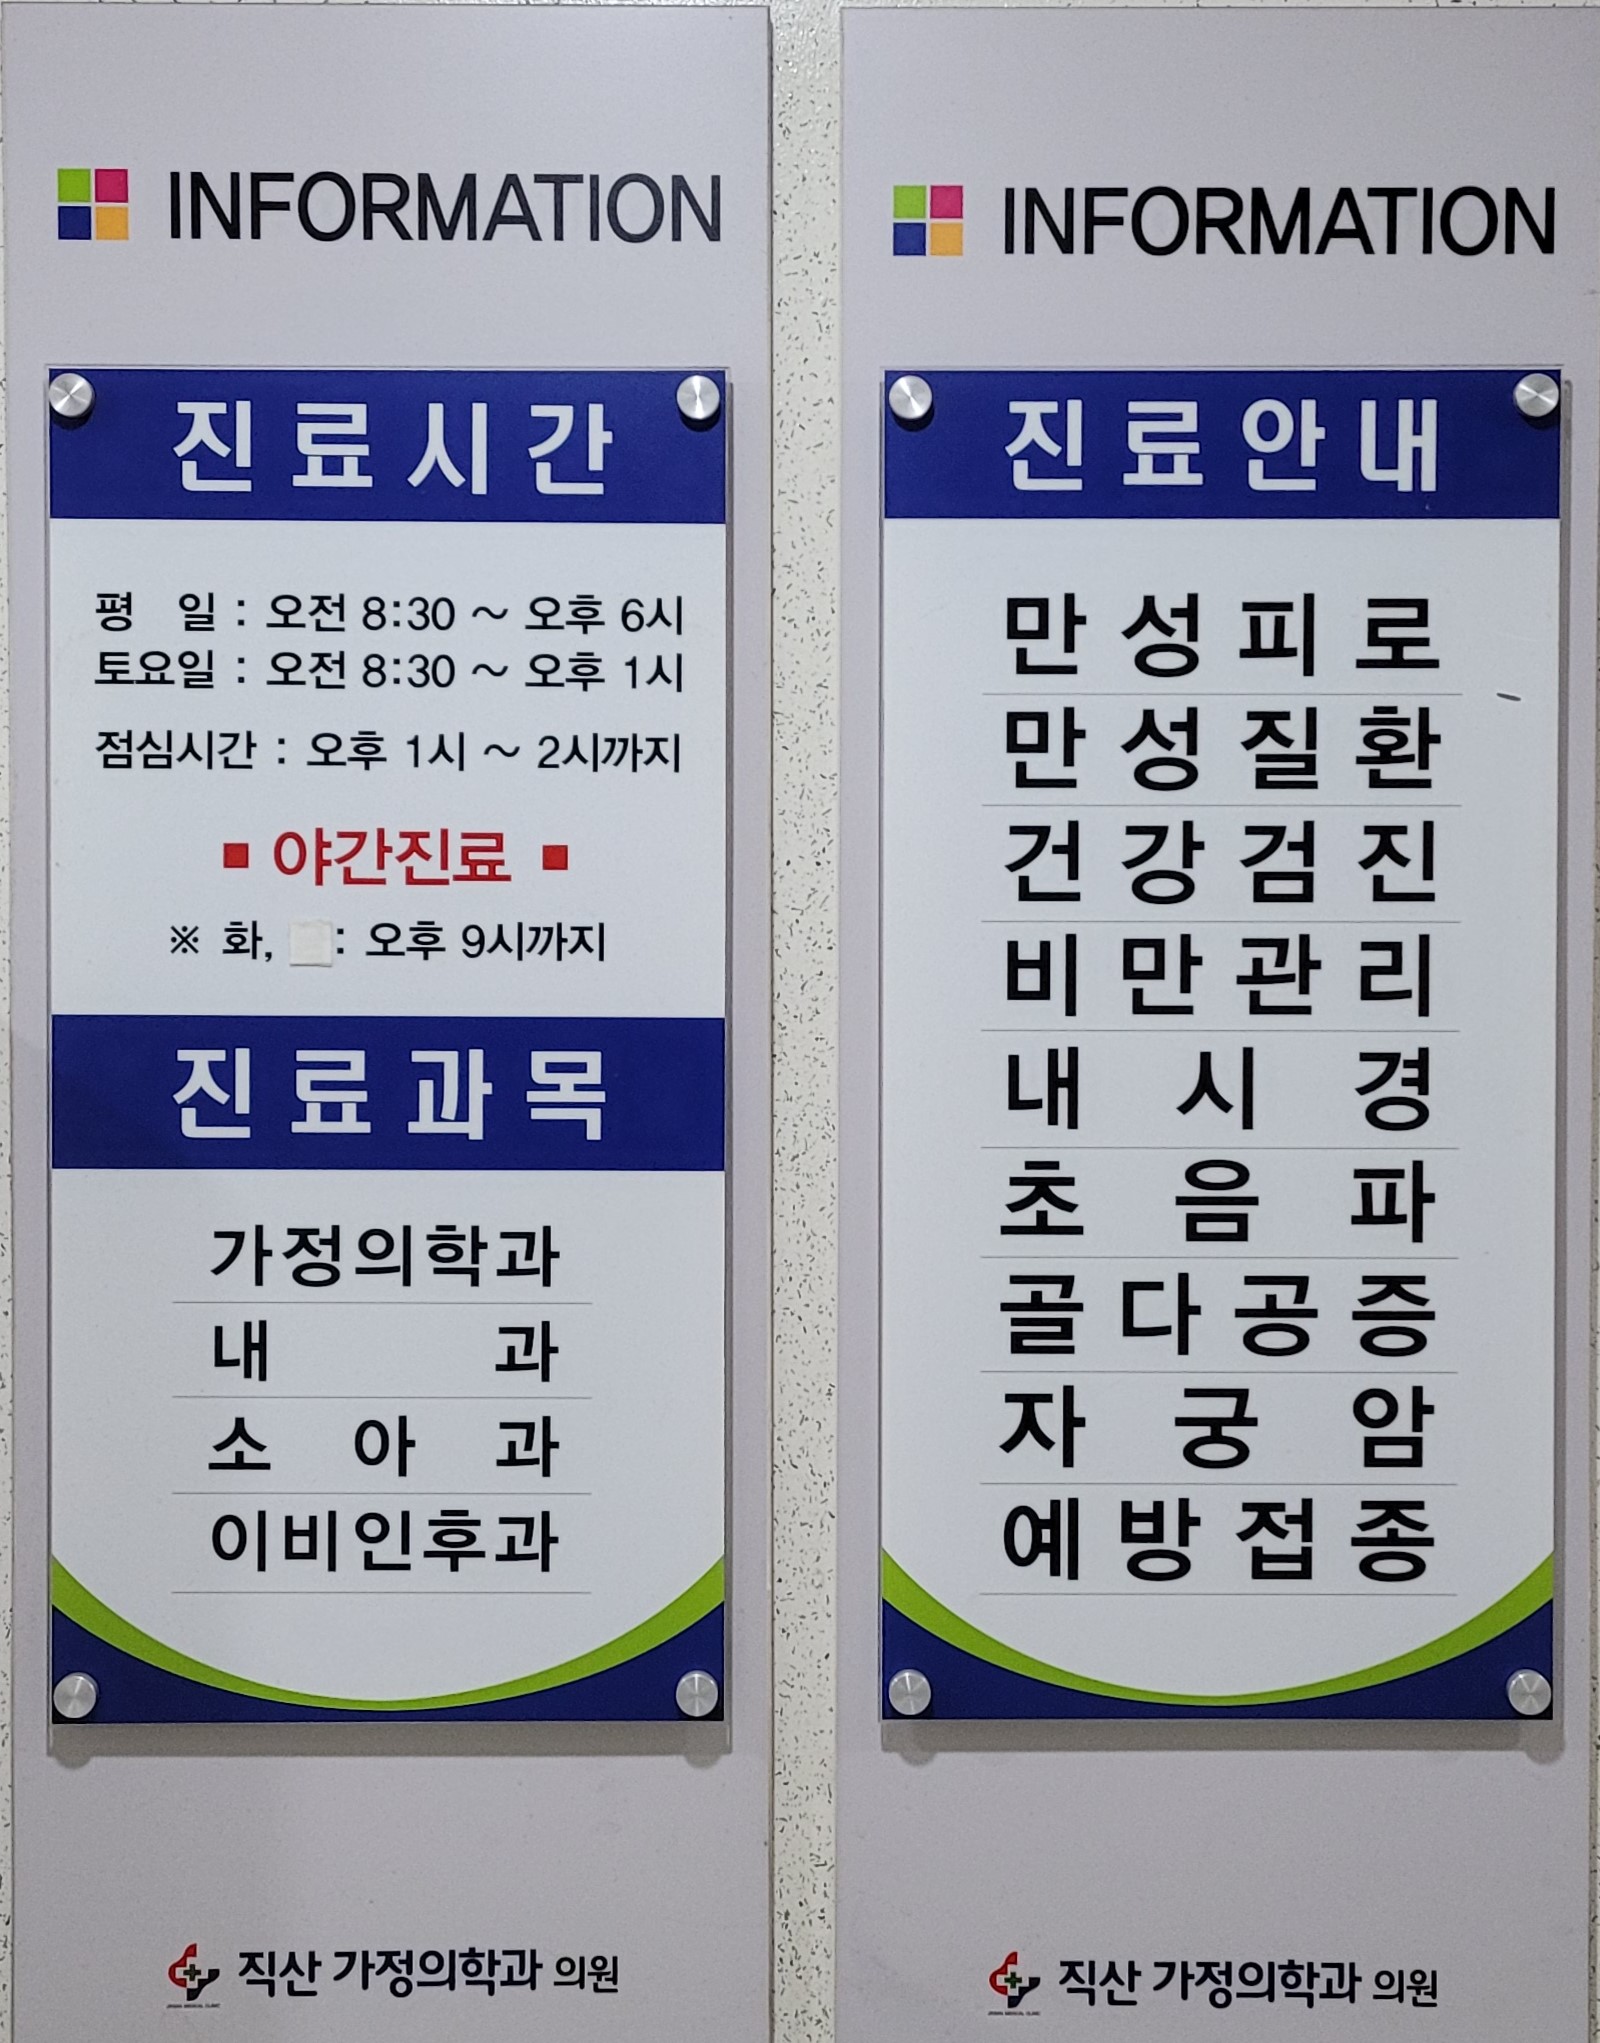 INFORMATION
진료시간
평 일 : 오전 8:30 ~ 오후 6시
토요일 : 오전 8:30 ~ 오후 1시
점심시간 : 오후 1시 ~ 2시까지
■ 야간진료 ■
※ 화, : 오후 9시까지
진료과목
가정의학과
내 과
소 아 과
이비인후과
직산 가정의학과 의원
INFORMATION
진료안내
만성피로
만성질환
건강검진
비만관리
내 시 경
초 음 파
골다공증
자 궁 암
예방접종
직산 가정의학과 의원